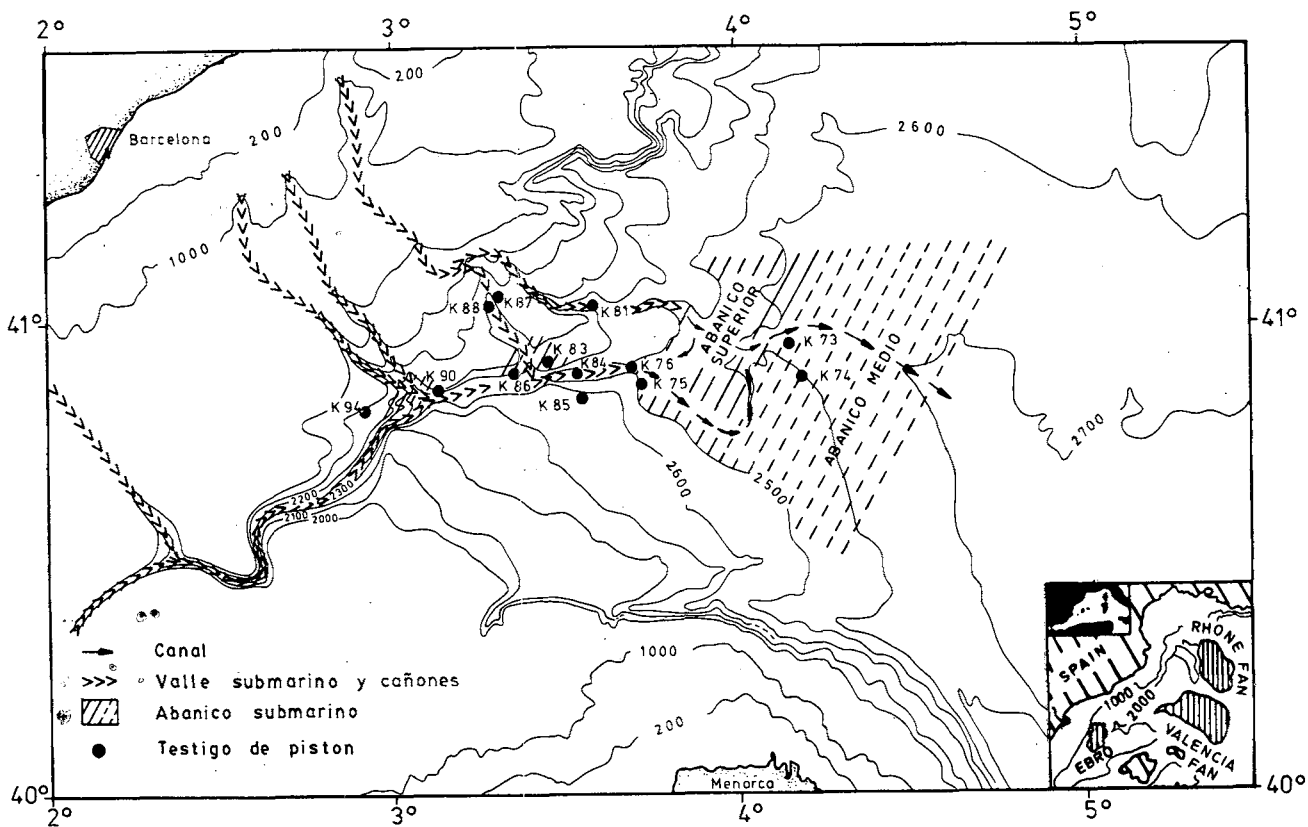 2°
3°
4°
5°
200
2600
Barcelona
200
1000
41°
41°
K 88
K 87
K 81
ABANICO
SUPERIOR
K 73
K 83
K 84
K 76
K 74
K 90
K 86
K 75
ABANICO MEDIO
K 94
K 85
2700
2600
2500
2200
2300
2100
2000
Canal
Valle submarino y cañones
Abanico submarino
Testigo de piston
1000
200
Menorca
SPAIN
RHONE
FAN
1000
2000
VALENCIA
FAN
EBRO
40°
40°
2°
3°
4°
5°